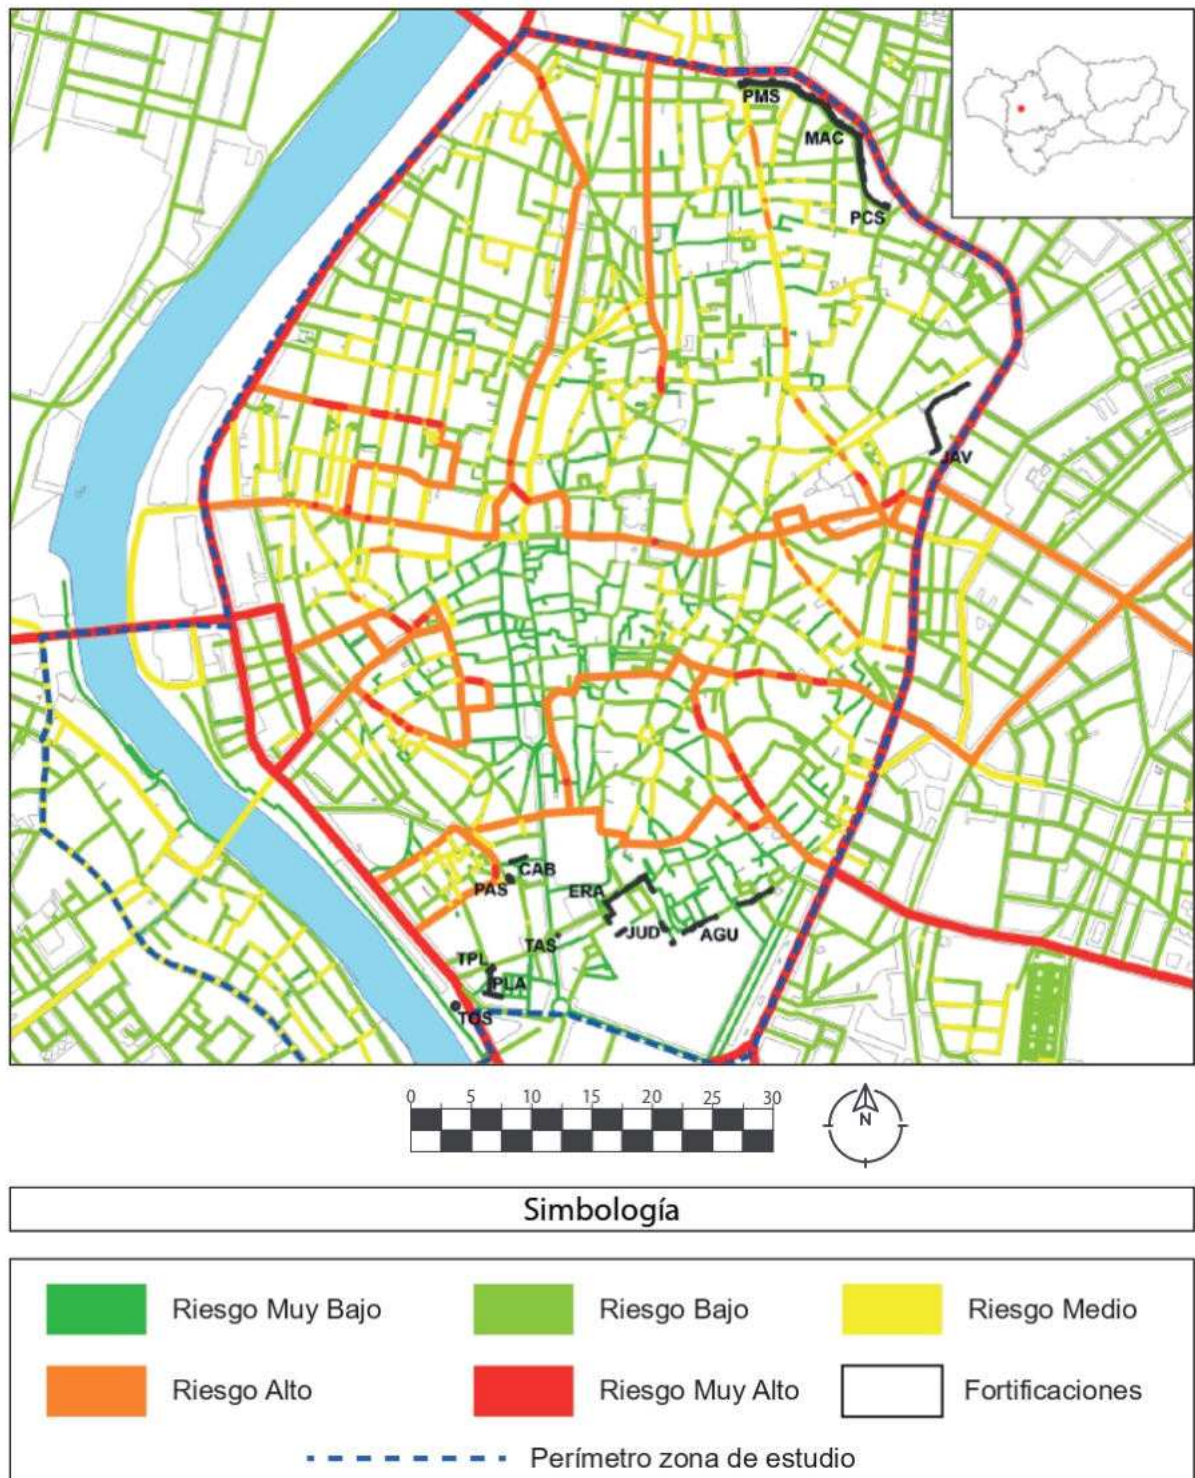 PMS
MAC
PCS
JAV
CAB
PAS
ERA
JUD
AGU
TAS
TPL
PLA
TOS
0 5 10 15 20 25 30
N
Simbología
Riesgo Muy Bajo Riesgo Bajo Riesgo Medio
Riesgo Alto Riesgo Muy Alto Fortificaciones
Perímetro zona de estudio